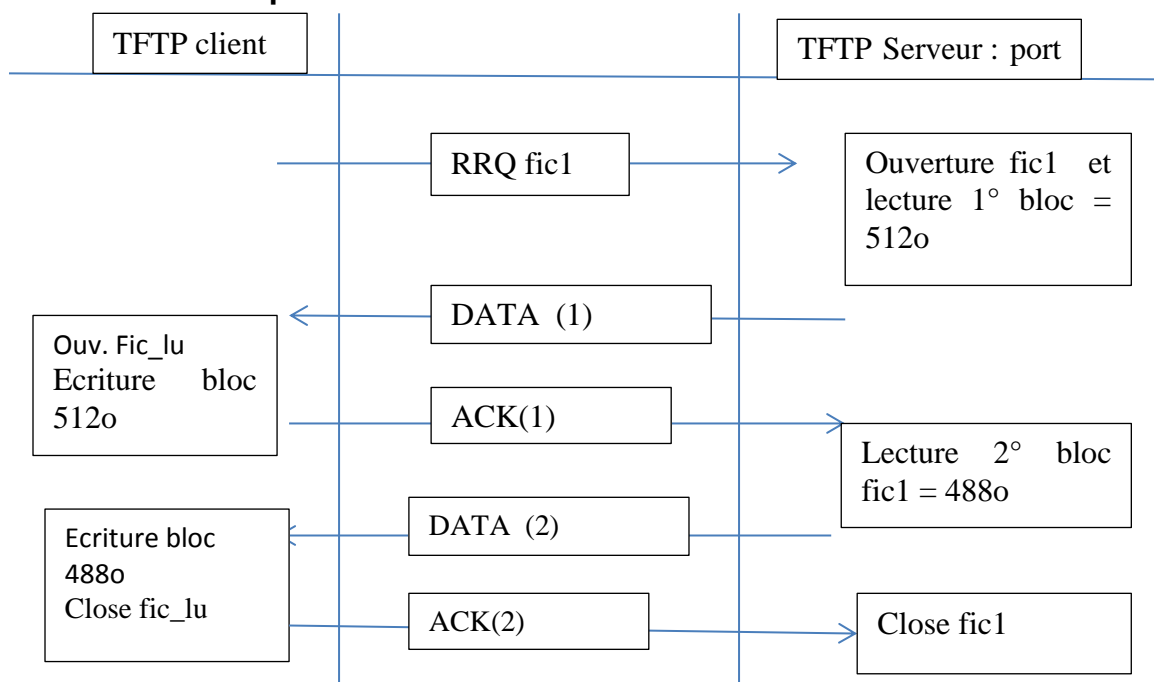 TFTP client
TFTP Serveur : port
RRQ fic1
Ouverture fic1 et
lecture 1° bloc =
512o
DATA (1)
Ouv. Fic_lu
Ecriture bloc
512o
ACK(1)
Lecture 2° bloc
fic1 = 488o
DATA (2)
Ecriture bloc
488o
Close fic_lu
ACK(2)
Close fic1